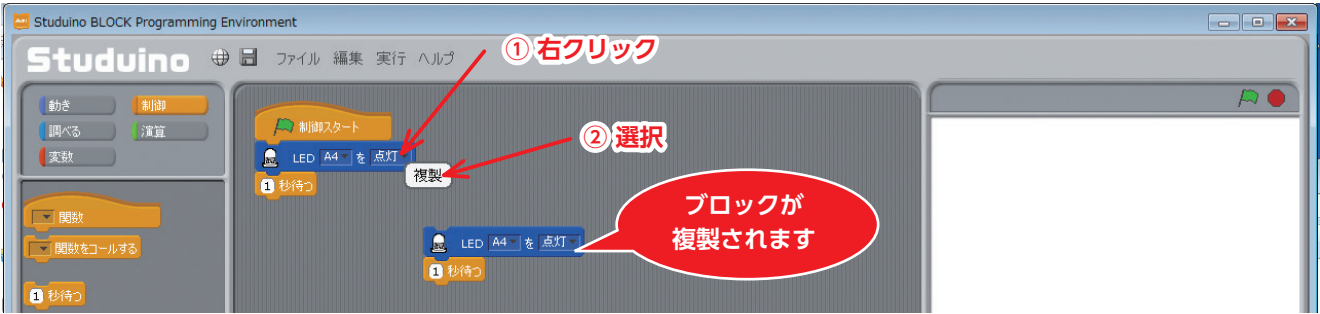 Studuino BLOCK Programming Environment
Studuino ファイル 編集 実行 ヘルプ
① 右クリック
動き 制御
調べる 演算
変数
制御スタート
LED A4 を 点灯
1 秒待つ
複製
② 選択
関数
関数をコールする
1 秒待つ
LED A4 を 点灯
1 秒待つ
ブロックが
複製されます